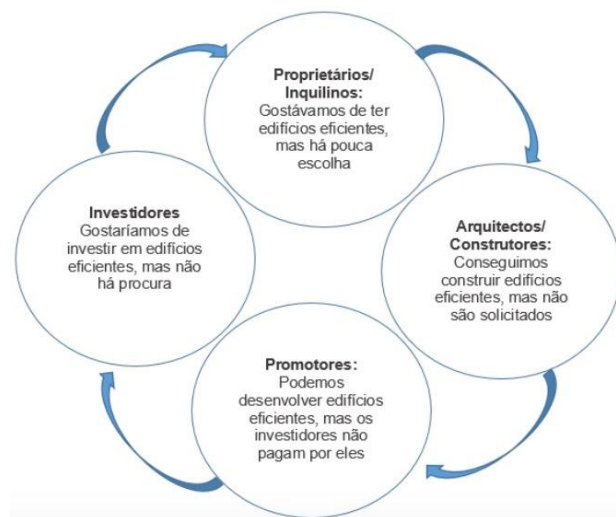 Proprietários/
Inquilinos:
Gostávamos de ter
edifícios eficientes,
mas há pouca
escolha
Arquitectos/
Construtores:
Conseguimos
construir edifícios
eficientes, mas não
são solicitados
Promotores:
Podemos
desenvolver edifícios
eficientes, mas os
investidores não
pagam por eles
Investidores
Gostaríamos de
investir em edifícios
eficientes, mas não
há procura